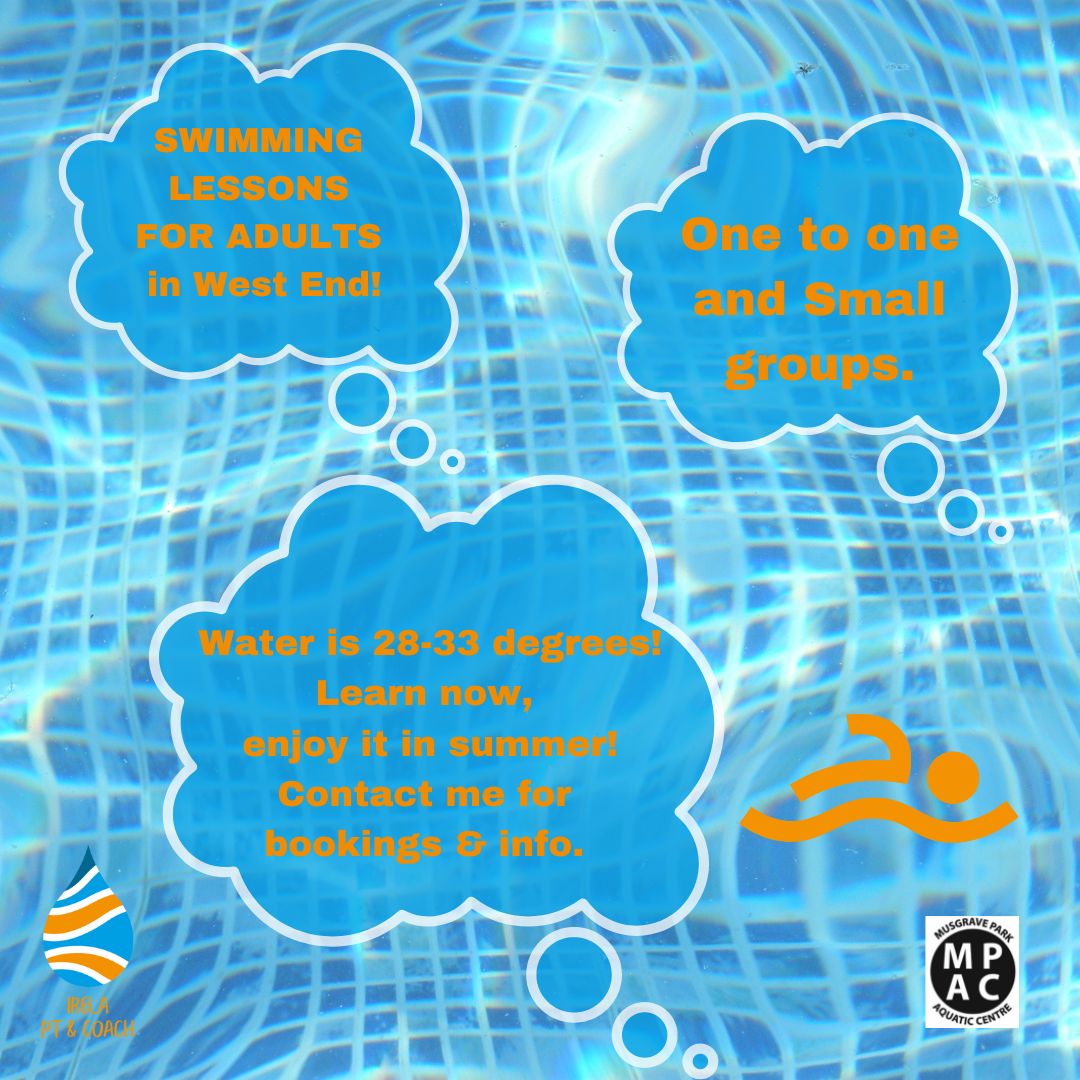 SWIMMING
LESSONS
FOR ADULTS
in West End!
One to one
and Small
groups.
Water is 28-33 degrees!
Learn now,
enjoy it in summer!
Contact me for
bookings & info.
PT & COACH
MUSGRAVE PARK
MP
AC
AQUATIC CENTRE